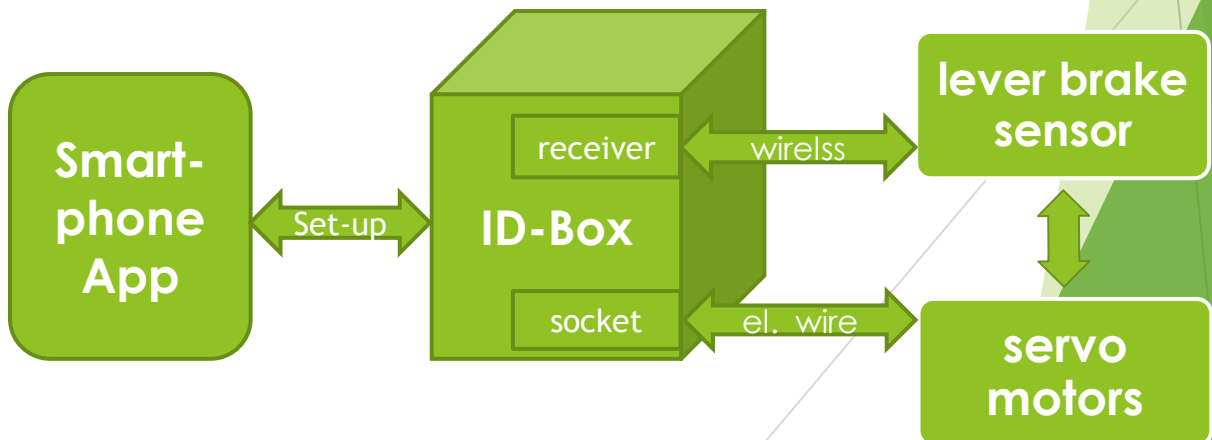 Smart-
phone
App
Set-up
ID-Box
receiver
socket
wirelss
el. wire
lever brake
sensor
servo
motors